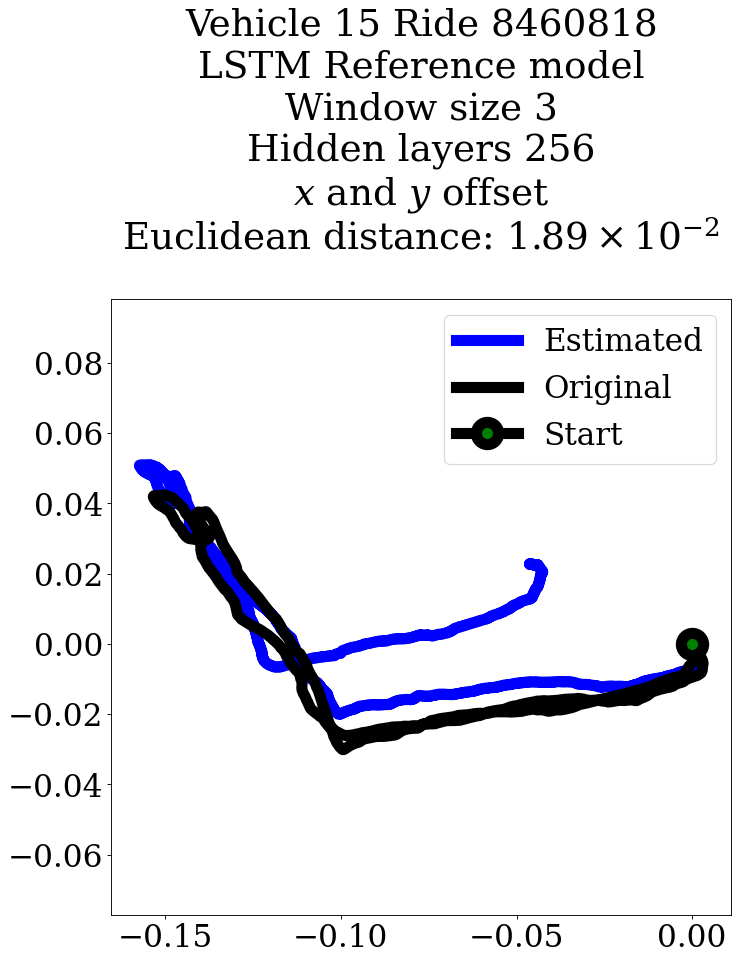 Vehicle 15 Ride 8460818
LSTM Reference model
Window size 3
Hidden layers 256
x and y offset
Euclidean distance: 1.89 × 10⁻²
Estimated
Original
Start
0.08
0.06
0.04
0.02
0.00
−0.02
−0.04
−0.06
−0.15 −0.10 −0.05 0.00